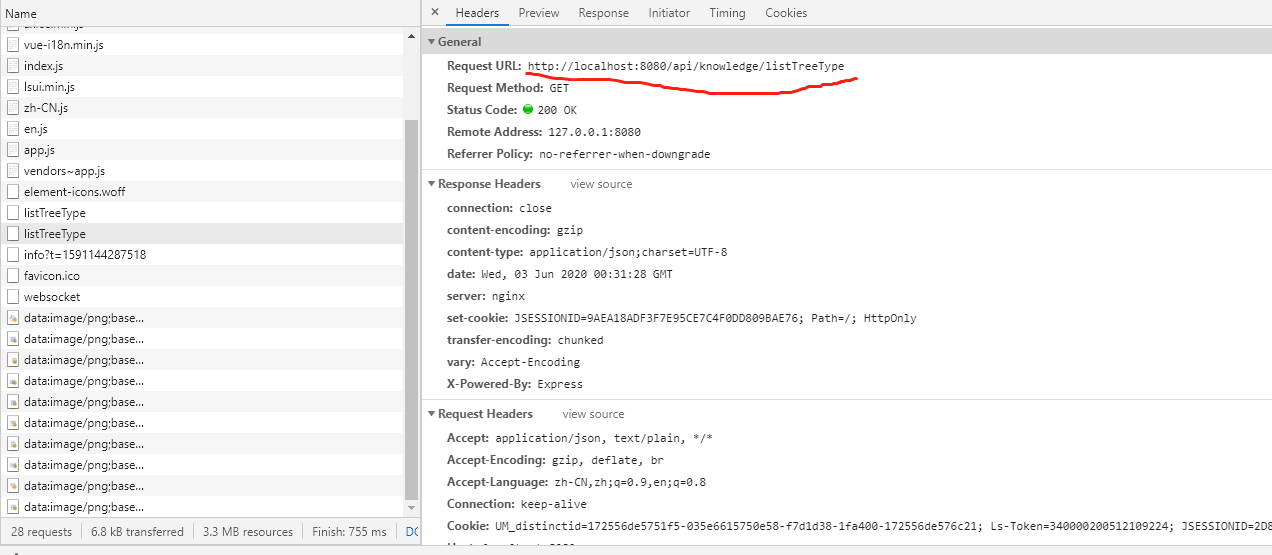 Name
vue-i18n.min.js
index.js
lsui.min.js
zh-CN.js
en.js
app.js
vendors~app.js
element-icons.woff
listTreeType
listTreeType
info?t=1591144287518
favicon.ico
websocket
data:image/png;base...
data:image/png;base...
data:image/png;base...
data:image/png;base...
data:image/png;base...
data:image/png;base...
data:image/png;base...
data:image/png;base...
data:image/png;base...
data:image/png;base...
28 requests 6.8 kB transferred 3.3 MB resources Finish: 755 ms DO
× Headers Preview Response Initiator Timing Cookies
General
Request URL: http://localhost:8080/api/knowledge/listTreeType
Request Method: GET
Status Code: 200 OK
Remote Address: 127.0.0.1:8080
Referrer Policy: no-referrer-when-downgrade
Response Headers view source
connection: close
content-encoding: gzip
content-type: application/json;charset=UTF-8
date: Wed, 03 Jun 2020 00:31:28 GMT
server: nginx
set-cookie: JSESSIONID=9AEA18ADF3F7E95CE7C4F0DD809BAE76; Path=/; HttpOnly
transfer-encoding: chunked
vary: Accept-Encoding
X-Powered-By: Express
Request Headers view source
Accept: application/json, text/plain, */*
Accept-Encoding: gzip, deflate, br
Accept-Language: zh-CN,zh;q=0.9,en;q=0.8
Connection: keep-alive
Cookie: UM_distinctid=172556de5751f5-035e6615750e58-f7d1d38-1fa400-172556de576c21; Ls-Token=340000200512109224; JSESSIONID=2D8